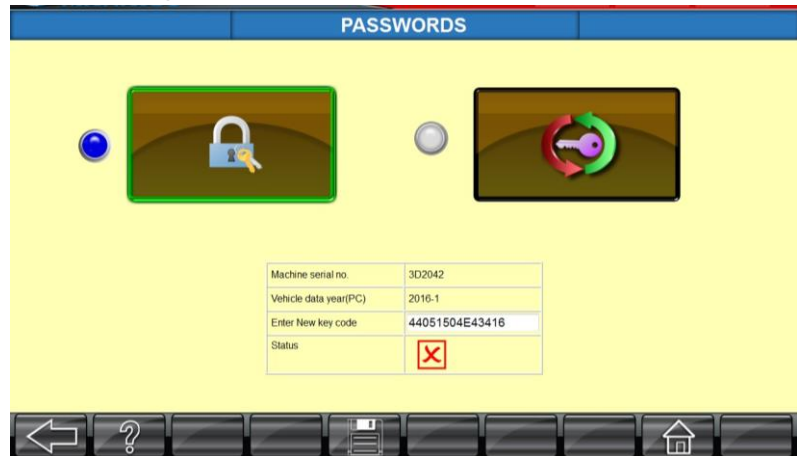 PASSWORDS
Machine serial no. 3D2042
Vehicle data year(PC) 2016-1
Enter New key code 44051504E43416
Status
?